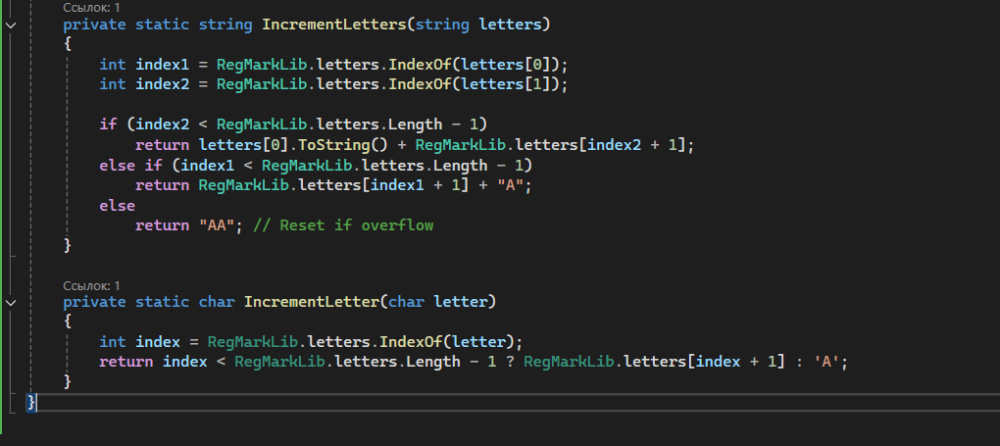 Ссылок: 1
private static string IncrementLetters(string letters)
{
int index1 = RegMarkLib.letters.IndexOf(letters[0]);
int index2 = RegMarkLib.letters.IndexOf(letters[1]);
if (index2 < RegMarkLib.letters.Length - 1)
return letters[0].ToString() + RegMarkLib.letters[index2 + 1];
else if (index1 < RegMarkLib.letters.Length - 1)
return RegMarkLib.letters[index1 + 1] + "A";
else
return "AA"; // Reset if overflow
}
Ссылок: 1
private static char IncrementLetter(char letter)
{
int index = RegMarkLib.letters.IndexOf(letter);
return index < RegMarkLib.letters.Length - 1 ? RegMarkLib.letters[index + 1] : 'A';
}
}